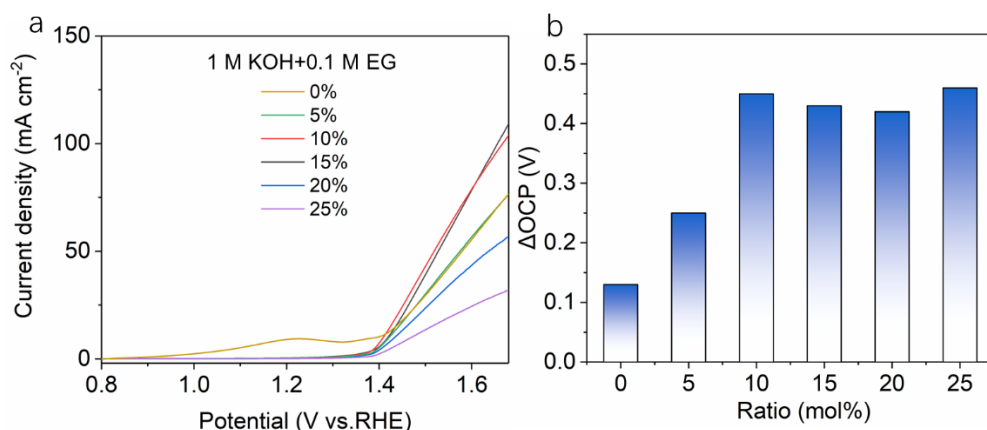 a
150
100
50
0
Current density (mA cm⁻²)
1 M KOH+0.1 M EG
0%
5%
10%
15%
20%
25%
0.8 1.0 1.2 1.4 1.6
Potential (V vs.RHE)
b
0.5
0.4
0.3
0.2
0.1
0.0
ΔOCP (V)
0 5 10 15 20 25
Ratio (mol%)